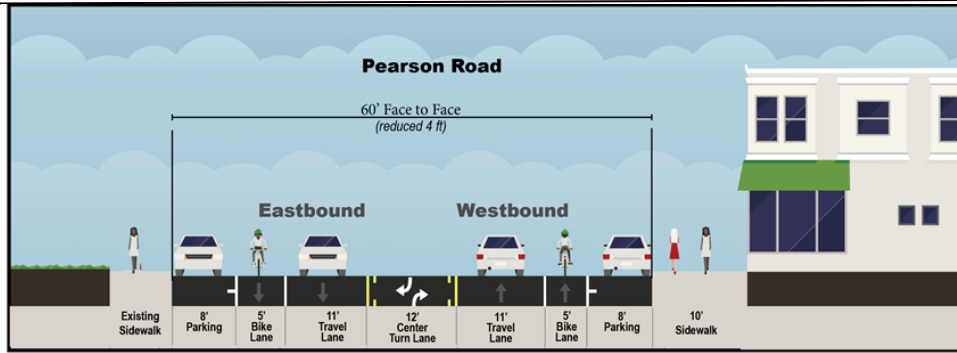 Pearson Road
60’ Face to Face
(reduced 4 ft)
Eastbound
Westbound
Existing
Sidewalk
8'
Parking
5'
Bike
Lane
11'
Travel
Lane
12'
Center
Turn Lane
11'
Travel
Lane
5'
Bike
Lane
8'
Parking
10'
Sidewalk